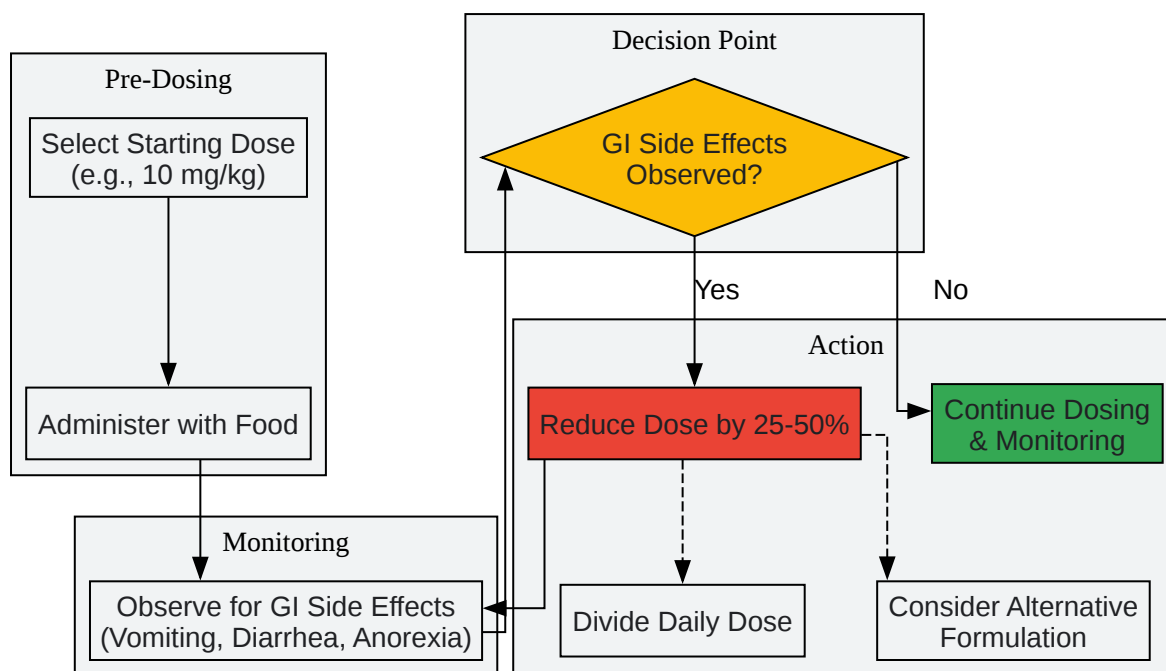 Pre-Dosing
Select Starting Dose
(e.g., 10 mg/kg)
Administer with Food
Monitoring
Observe for GI Side Effects
(Vomiting, Diarrhea, Anorexia)
Decision Point
GI Side Effects
Observed?
Yes
No
Action
Reduce Dose by 25-50%
Continue Dosing
& Monitoring
Divide Daily Dose
Consider Alternative
Formulation